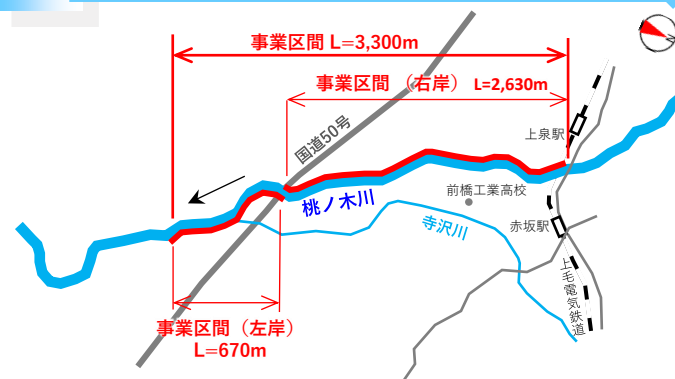 事業区間 L=3,300m
事業区間 （右岸） L=2,630m
上泉駅
国道50号
前橋工業高校
桃ノ木川
寺沢川
赤坂駅
上毛電気鉄道
事業区間（左岸）
L=670m